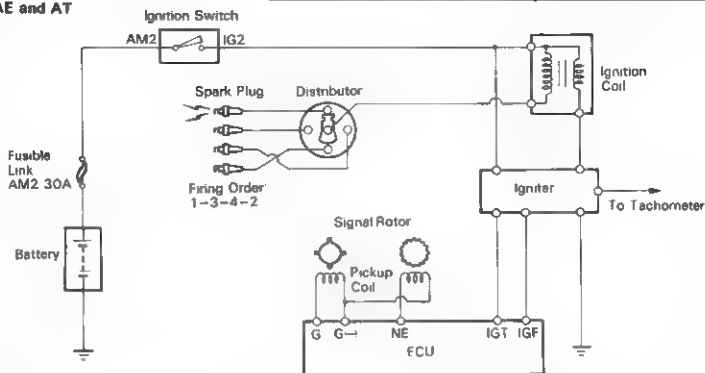 AE and AT
Ignition Switch
AM2
IG2
Spark Plug
Distributor
Ignition
Coil
Fusible
Link
AM2 30A
Firing Order
1-3-4-2
Igniter
To Tachometer
Signal Rotor
Battery
Pickup
Coil
G
G-
NE
IGT
IGF
ECU